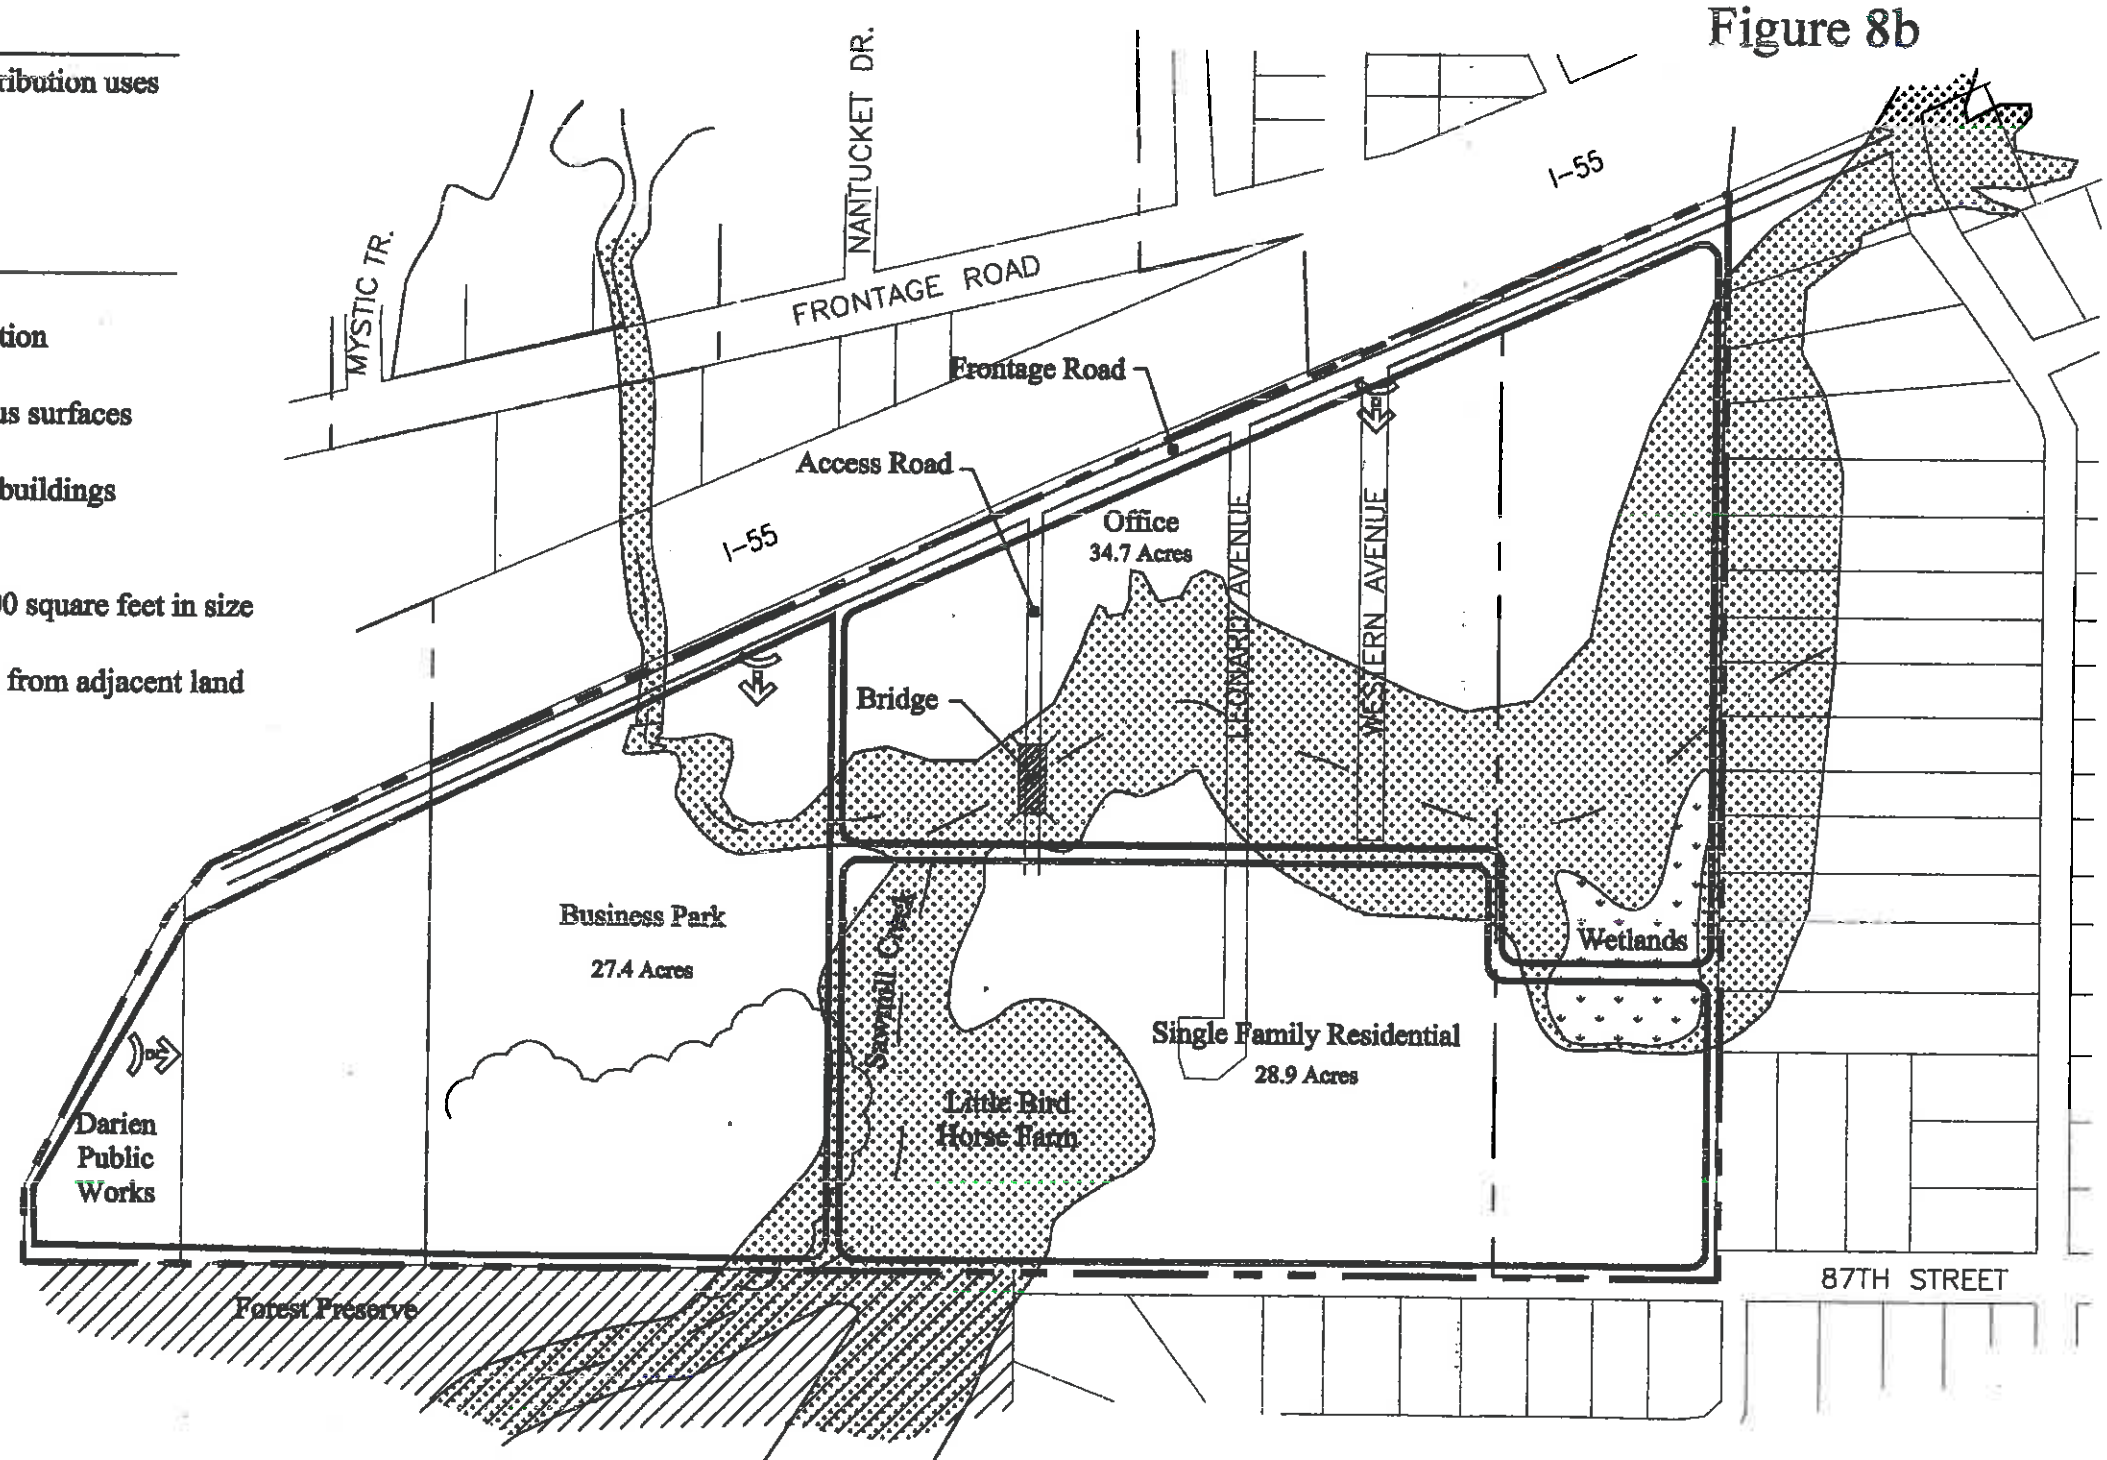 Figure 8b
ribution uses
tion
us surfaces
buildings
00 square feet in size
from adjacent land
MYSTIC TR.
NANTUCKET DR.
FRONTAGE ROAD
I-55
I-55
Frontage Road
Access Road
Office
34.7 Acres
LEONARD AVENUE
WESTERN AVENUE
Bridge
Business Park
27.4 Acres
Sawmill Creek
Wetlands
Single Family Residential
28.9 Acres
Little Bird
Horse Farm
Darien
Public
Works
Forest Preserve
87TH STREET